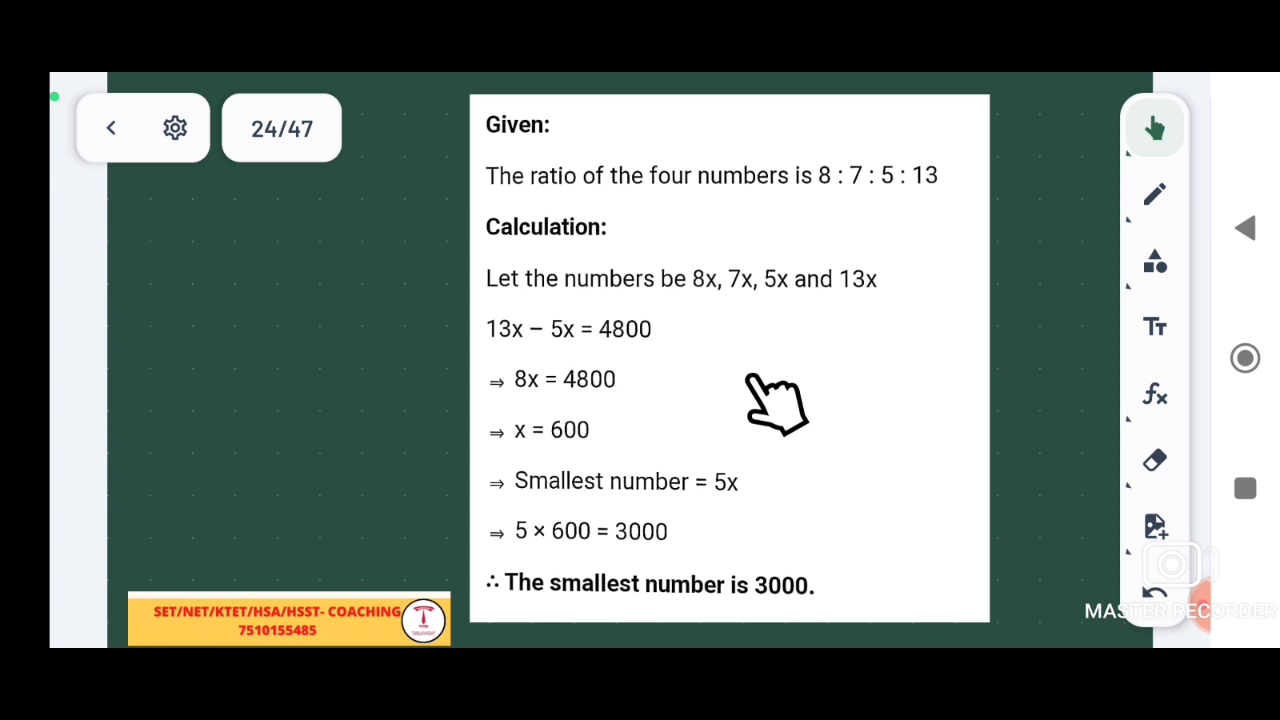 24/47
Given:
The ratio of the four numbers is 8 : 7 : 5 : 13
Calculation:
Let the numbers be 8x, 7x, 5x and 13x
13x – 5x = 4800
⇒ 8x = 4800
⇒ x = 600
⇒ Smallest number = 5x
⇒ 5 × 600 = 3000
∴ The smallest number is 3000.
SET/NET/KTET/HSA/HSST- COACHING
7510155485
Tт
fx
MASTER RECORDER